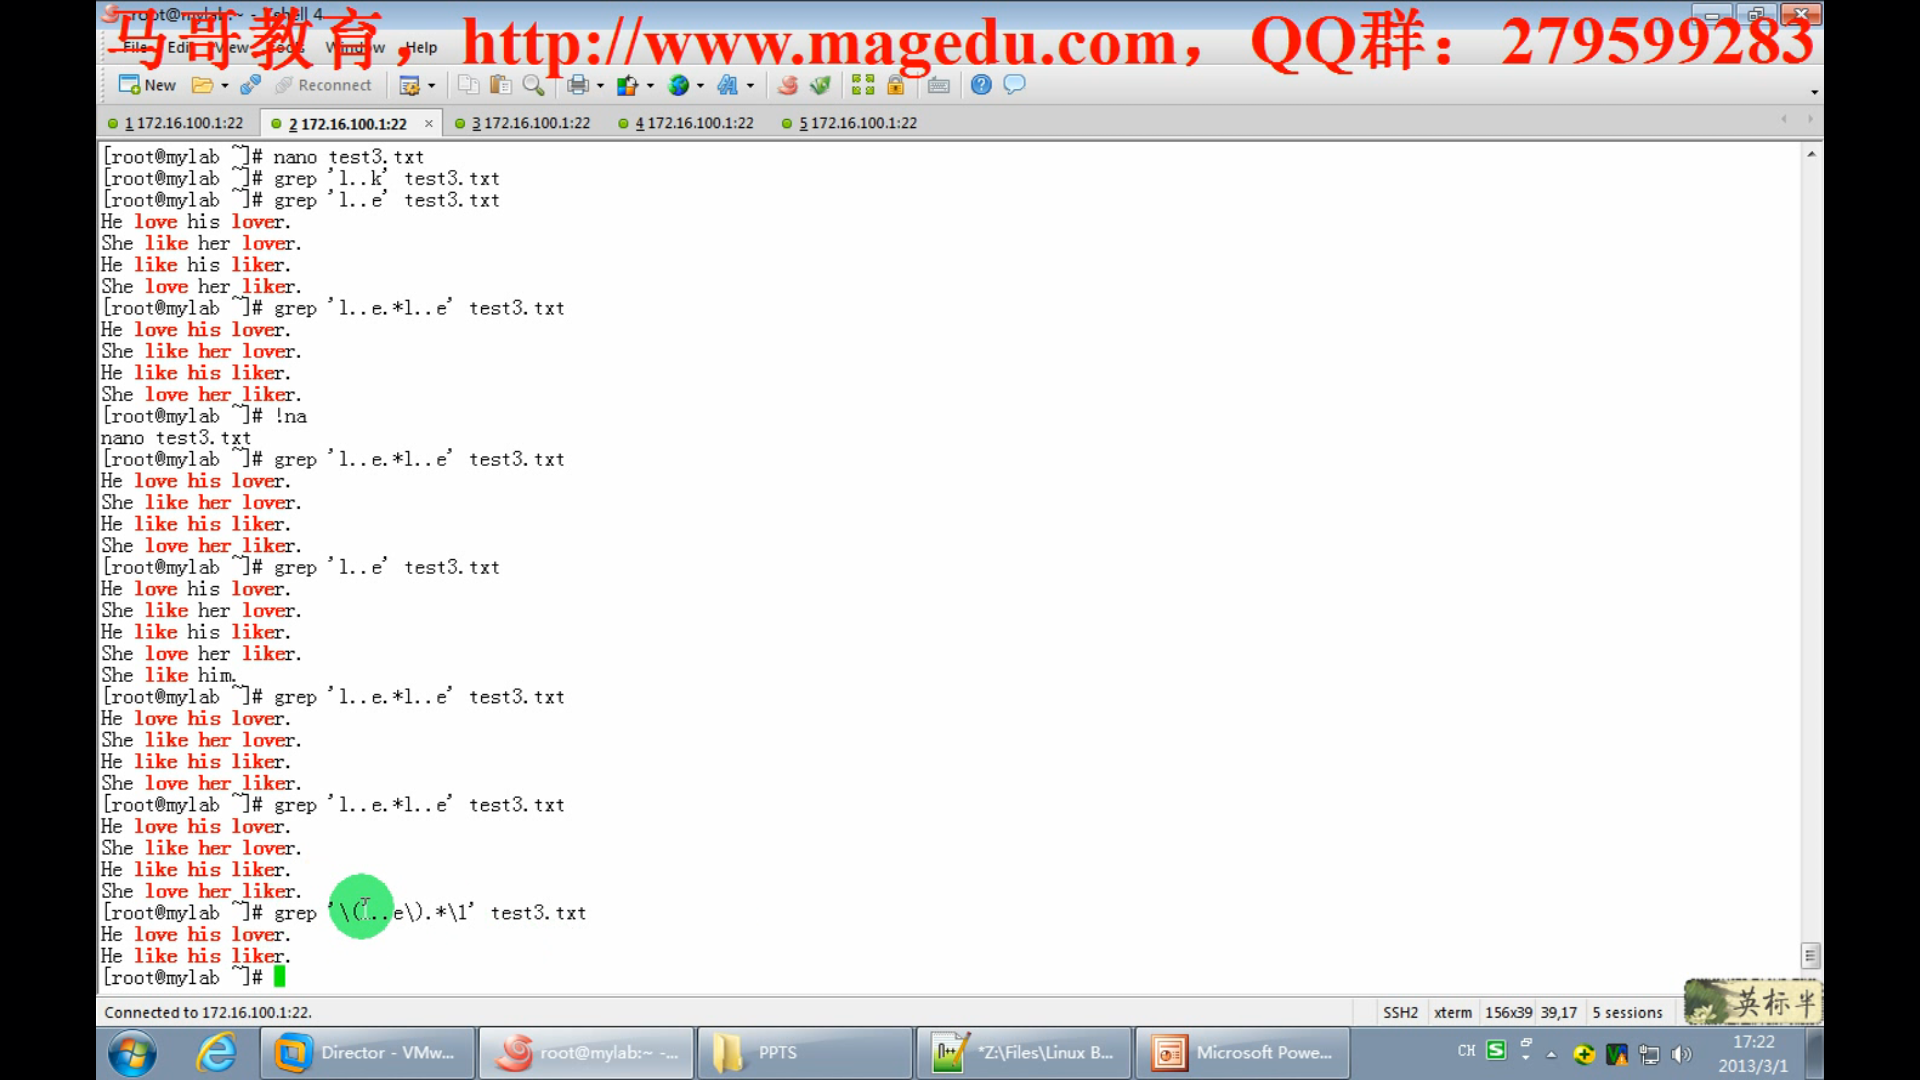 root@mylab:~ - Xshell 4
马哥教育，http://www.magedu.com，QQ群：279599283
File Edit View Tools Window Help
New Reconnect
1 172.16.100.1:22 2 172.16.100.1:22 × 3 172.16.100.1:22 4 172.16.100.1:22 5 172.16.100.1:22
[root@mylab ~]# nano test3.txt
[root@mylab ~]# grep 'l..k' test3.txt
[root@mylab ~]# grep 'l..e' test3.txt
He love his lover.
She like her lover.
He like his liker.
She love her liker.
[root@mylab ~]# grep 'l..e.*l..e' test3.txt
He love his lover.
She like her lover.
He like his liker.
She love her liker.
[root@mylab ~]# !na
nano test3.txt
[root@mylab ~]# grep 'l..e.*l..e' test3.txt
He love his lover.
She like her lover.
He like his liker.
She love her liker.
[root@mylab ~]# grep 'l..e' test3.txt
He love his lover.
She like her lover.
He like his liker.
She love her liker.
She like him.
[root@mylab ~]# grep 'l..e.*l..e' test3.txt
He love his lover.
She like her lover.
He like his liker.
She love her liker.
[root@mylab ~]# grep 'l..e.*l..e' test3.txt
He love his lover.
She like her lover.
He like his liker.
She love her liker.
[root@mylab ~]# grep '\(l..e\).*\1' test3.txt
He love his lover.
He like his liker.
[root@mylab ~]#
Connected to 172.16.100.1:22. SSH2 xterm 156x39 39,17 5 sessions
英标半
Director - VMw... root@mylab:~ -... PPTS *Z:\Files\Linux B... Microsoft Powe... CH 17:22
2013/3/1